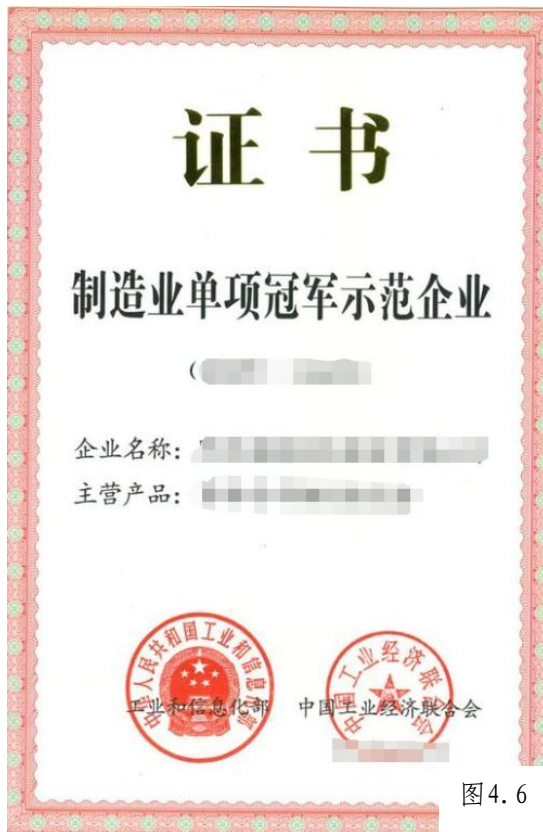 证书
制造业单项冠军示范企业
(
企业名称:
主营产品:
中华人民共和国工业和信息化部
中国工业经济联合会
工业和信息化部
中国工业经济联合会
图4.6